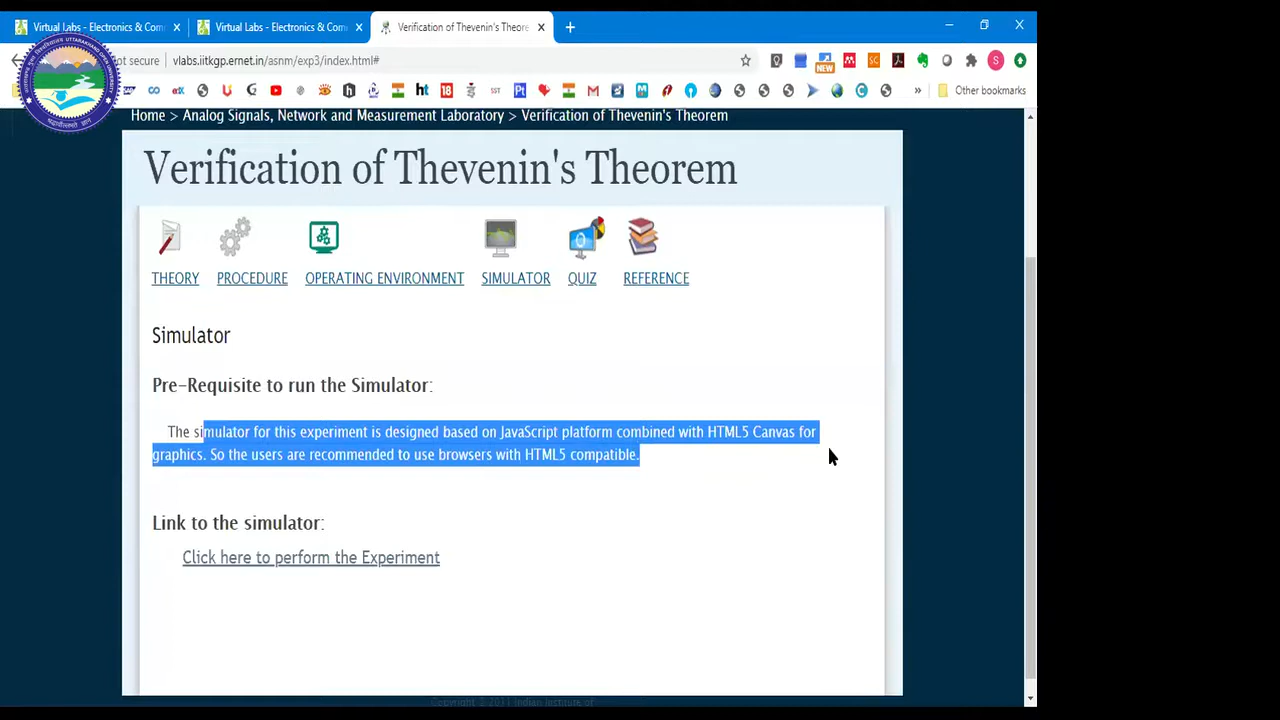 Virtual Labs - Electronics & Com
Virtual Labs - Electronics & Com
Verification of Thevenin's Theore
ot secure
vlabs.iitkgp.ernet.in/asnm/exp3/index.html#
NEW
Other bookmarks
Home > Analog Signals, Network and Measurement Laboratory > Verification of Thevenin's Theorem
Verification of Thevenin's Theorem
THEORY
PROCEDURE
OPERATING ENVIRONMENT
SIMULATOR
QUIZ
REFERENCE
Simulator
Pre-Requisite to run the Simulator:
The simulator for this experiment is designed based on JavaScript platform combined with HTML5 Canvas for
graphics. So the users are recommended to use browsers with HTML5 compatible.
Link to the simulator:
Click here to perform the Experiment